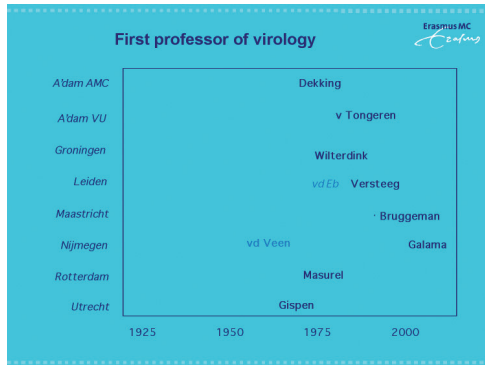 Erasmus MC
Erasmus
First professor of virology
A'dam AMC Dekking
A'dam VU v Tongeren
Groningen Wilterdink
Leiden vd Eb Versteeg
Maastricht · Bruggeman
Nijmegen vd Veen Galama
Rotterdam Masurel
Utrecht Gispen
1925 1950 1975 2000